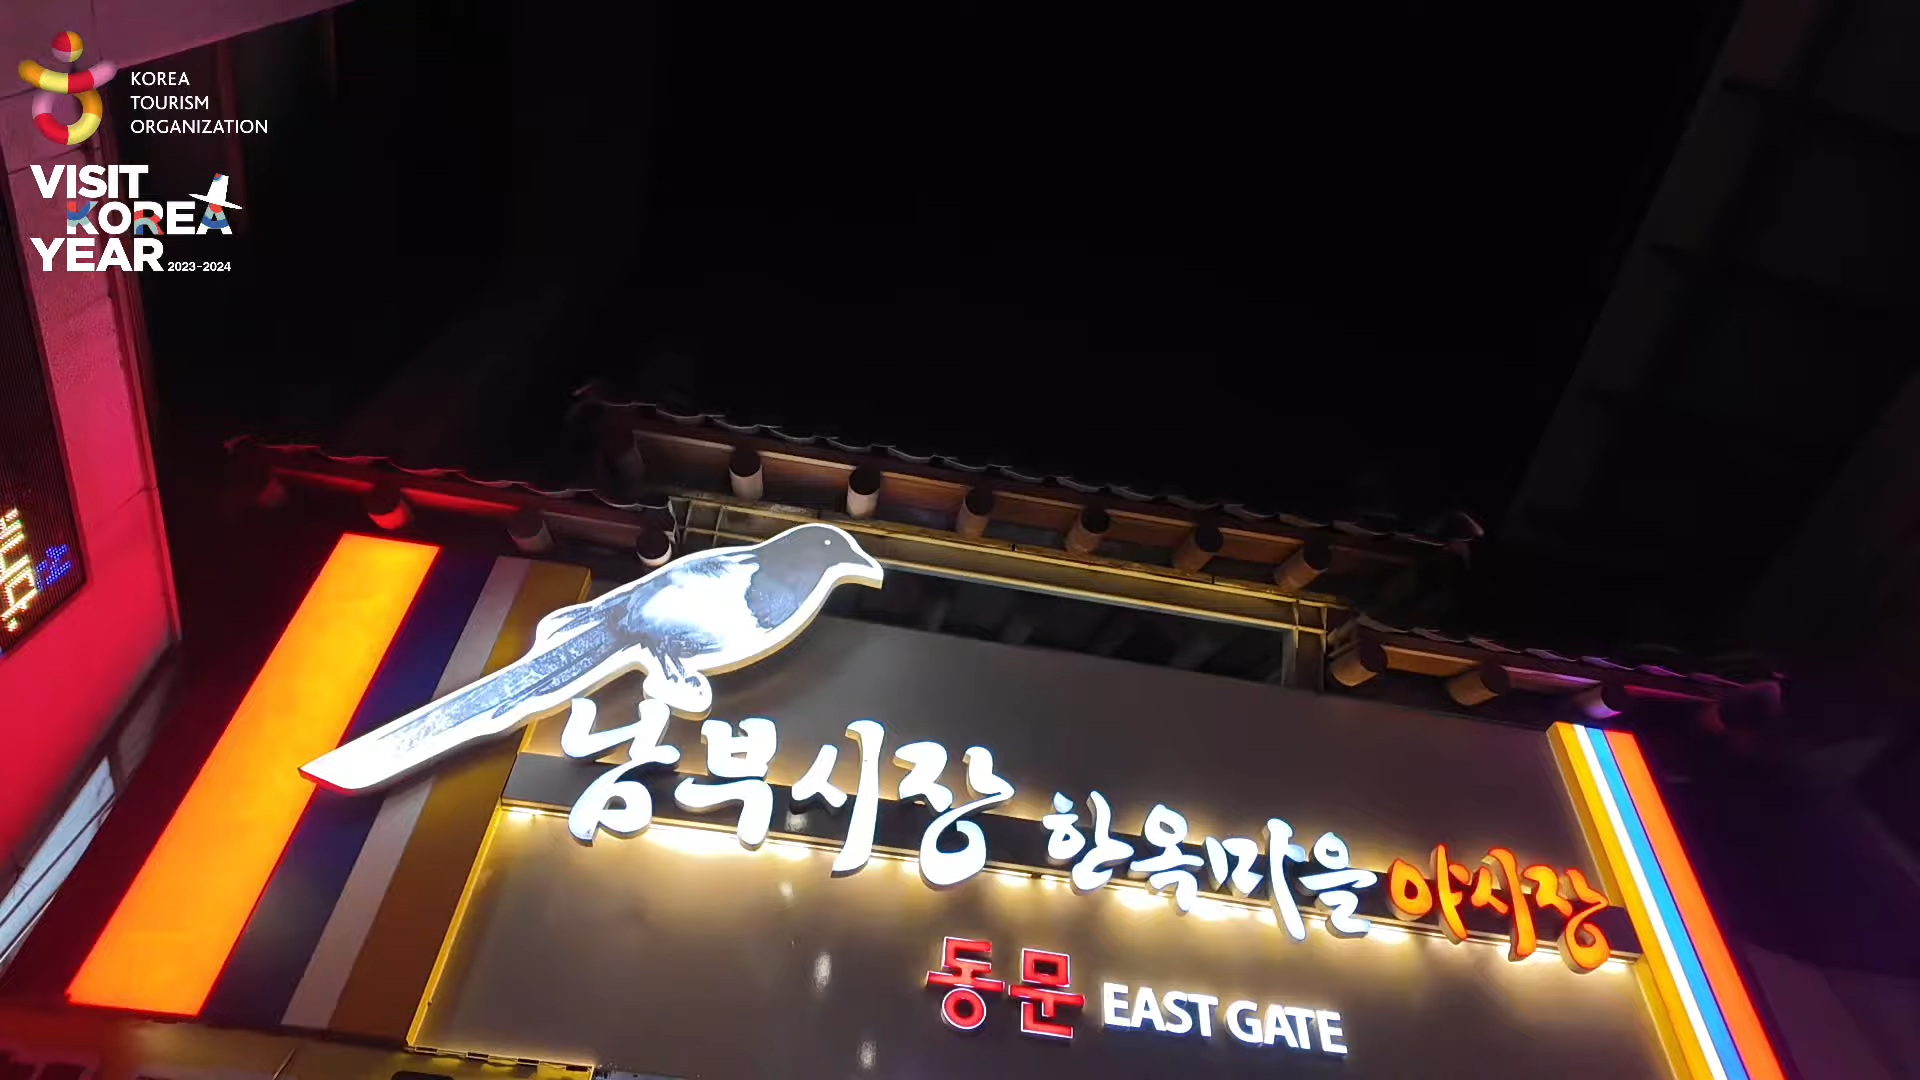 KOREA
TOURISM
ORGANIZATION
VISIT
KOREA
YEAR 2023-2024
남부시장 한옥마을 야시장
동문 EAST GATE